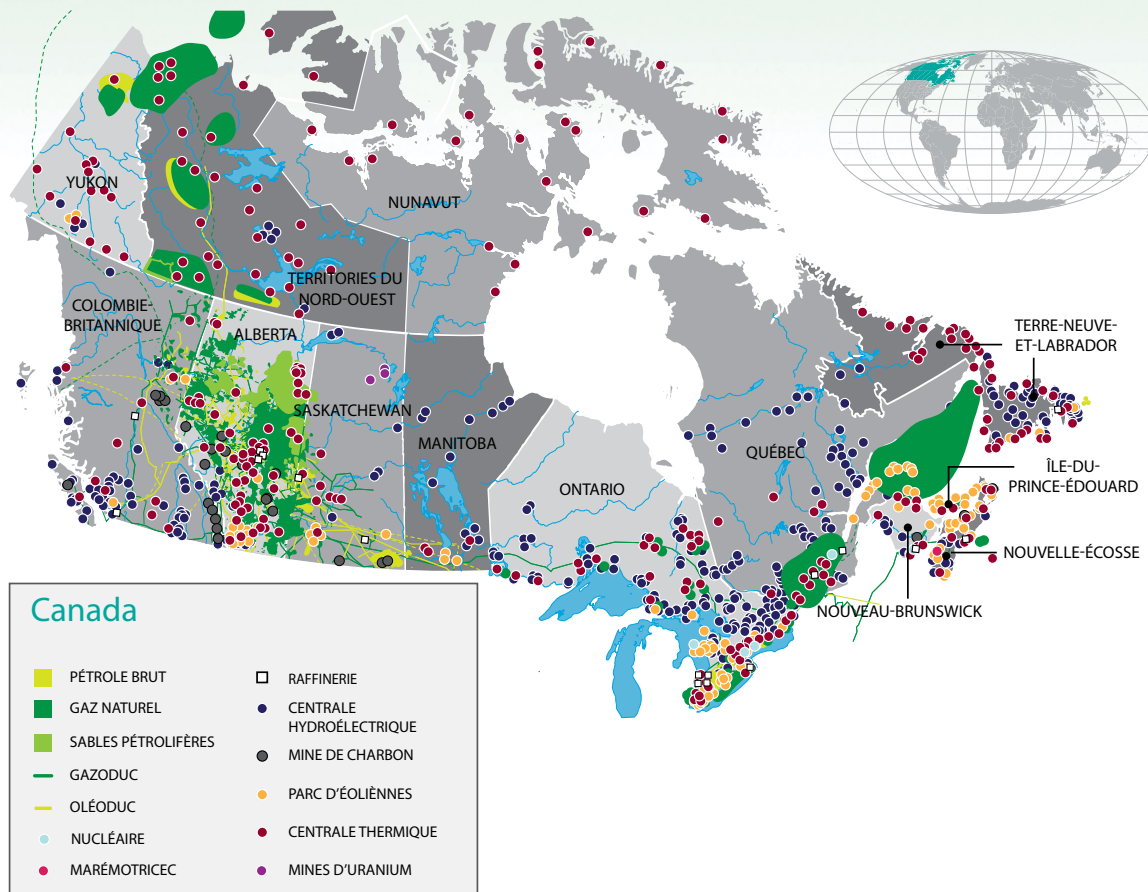 YUKON
NUNAVUT
TERRITORIES DU
NORD-OUEST
COLOMBIE-
BRITANNIQUE
ALBERTA
SASKATCHEWAN
MANITOBA
ONTARIO
QUÉBEC
TERRE-NEUVE-
ET-LABRADOR
ÎLE-DU-
PRINCE-ÉDOUARD
NOUVELLE-ÉCOSSE
NOUVEAU-BRUNSWICK
Canada
PÉTROLE BRUT
GAZ NATUREL
SABLES PÉTROLIFÈRES
GAZODUC
OLÉODUC
NUCLÉAIRE
MARÉMOTRICEC
RAFFINERIE
CENTRALE
HYDROÉLECTRIQUE
MINE DE CHARBON
PARC D'ÉOLIÈNNES
CENTRALE THERMIQUE
MINES D'URANIUM